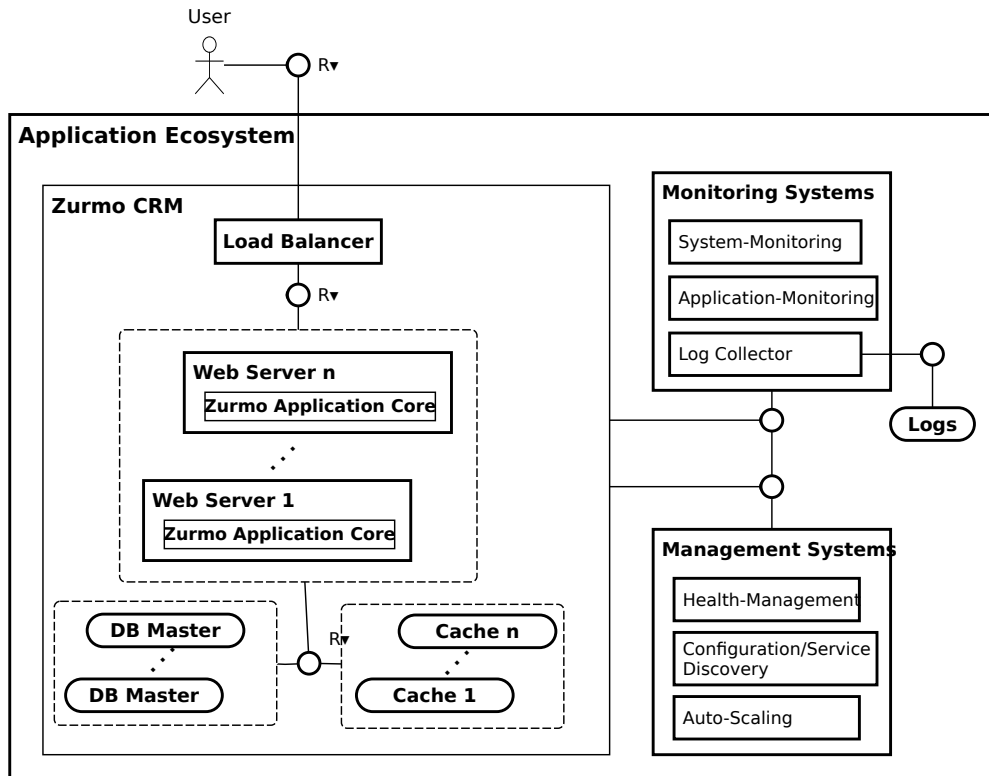 User
R▾
Application Ecosystem
Zurmo CRM
Load Balancer
R▾
Web Server n
Zurmo Application Core
Web Server 1
Zurmo Application Core
R▾
DB Master
DB Master
Cache n
Cache 1
Monitoring Systems
System-Monitoring
Application-Monitoring
Log Collector
Logs
Management Systems
Health-Management
Configuration/Service
Discovery
Auto-Scaling